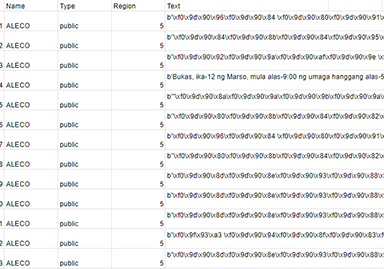 Name Type Region Text
1 ALECO public 5 b'\xf0\x9d\x90\x96\xf0\x9d\x90\x84 \xf0\x9d\x90\x80\xf0\x9d\x90\x91\
2 ALECO public 5 b'"\xf0\x9d\x90\x84\xf0\x9d\x90\x8b\xf0\x9d\x90\x84\xf0\x9d\x90\x95\
3 ALECO public 5 b'\xf0\x9d\x90\x92\xf0\x9d\x90\x9a\xf0\x9d\x90\xaf\xf0\x9d\x90\x9e \x
4 ALECO public 5 b'Bukas, ika-12 ng Marso, mula alas-9:00 ng umaga hanggang alas-5
5 ALECO public 5 \xf0\x9d\x90\x8a\xf0\x9d\x90\x9a\xf0\x9d\x90\x9b\xf0\x9d\x90\x9a\
6 ALECO public 5 b'\xf0\x9d\x90\x80\xf0\x9d\x90\x8b\xf0\x9d\x90\x84\xf0\x9d\x90\x82\
7 ALECO public 5 b'\xf0\x9d\x90\x96\xf0\x9d\x90\x84 \xf0\x9d\x90\x80\xf0\x9d\x90\x91\
8 ALECO public 5 b'\xf0\x9d\x90\x80\xf0\x9d\x90\x8b\xf0\x9d\x90\x84\xf0\x9d\x90\x82\
9 ALECO public 5 b'\xf0\x9d\x90\x8d\xf0\x9d\x90\x8e\xf0\x9d\x90\x93\xf0\x9d\x90\x88\x
0 ALECO public 5 b'\xf0\x9d\x90\x8d\xf0\x9d\x90\x8e\xf0\x9d\x90\x93\xf0\x9d\x90\x88\x
1 ALECO public 5 b'\xf0\x9d\x90\x8d\xf0\x9d\x90\x8e\xf0\x9d\x90\x93\xf0\x9d\x90\x88\x
2 ALECO public 5 b'\xf0\x9f\x93\xa3 \xf0\x9d\x90\x94\xf0\x9d\x90\x8f\xf0\x9d\x90\x83\xf
3 ALECO public 5 b'\xf0\x9d\x90\x8d\xf0\x9d\x90\x8e\xf0\x9d\x90\x93\xf0\x9d\x90\x88\x